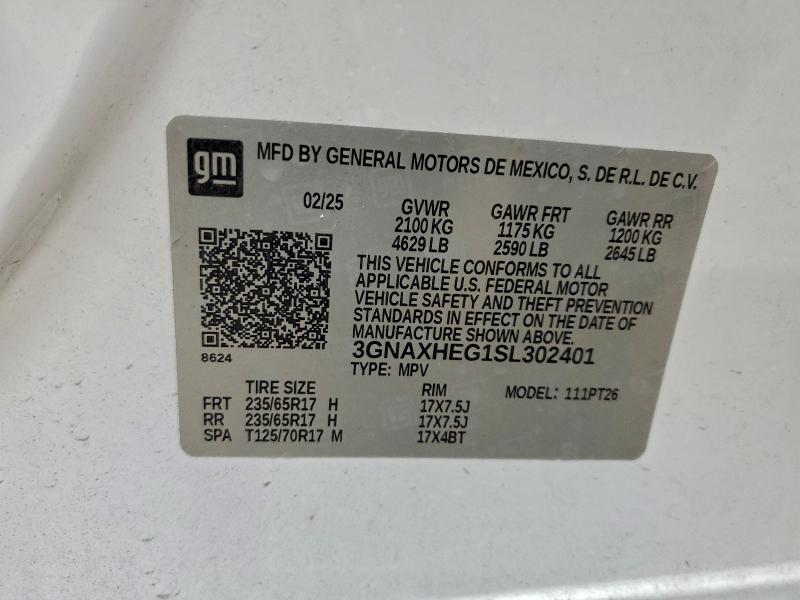 gm
MFD BY GENERAL MOTORS DE MEXICO, S. DE R.L. DE C.V.
02/25 GVWR GAWR FRT GAWR RR
2100 KG 1175 KG 1200 KG
4629 LB 2590 LB 2645 LB
THIS VEHICLE CONFORMS TO ALL
APPLICABLE U.S. FEDERAL MOTOR
VEHICLE SAFETY AND THEFT PREVENTION
STANDARDS IN EFFECT ON THE DATE OF
MANUFACTURE SHOWN ABOVE.
8624
3GNAXHEG1SL302401
TYPE: MPV
TIRE SIZE RIM MODEL: 111PT26
FRT 235/65R17 H 17X7.5J
RR 235/65R17 H 17X7.5J
SPA T125/70R17 M 17X4BT